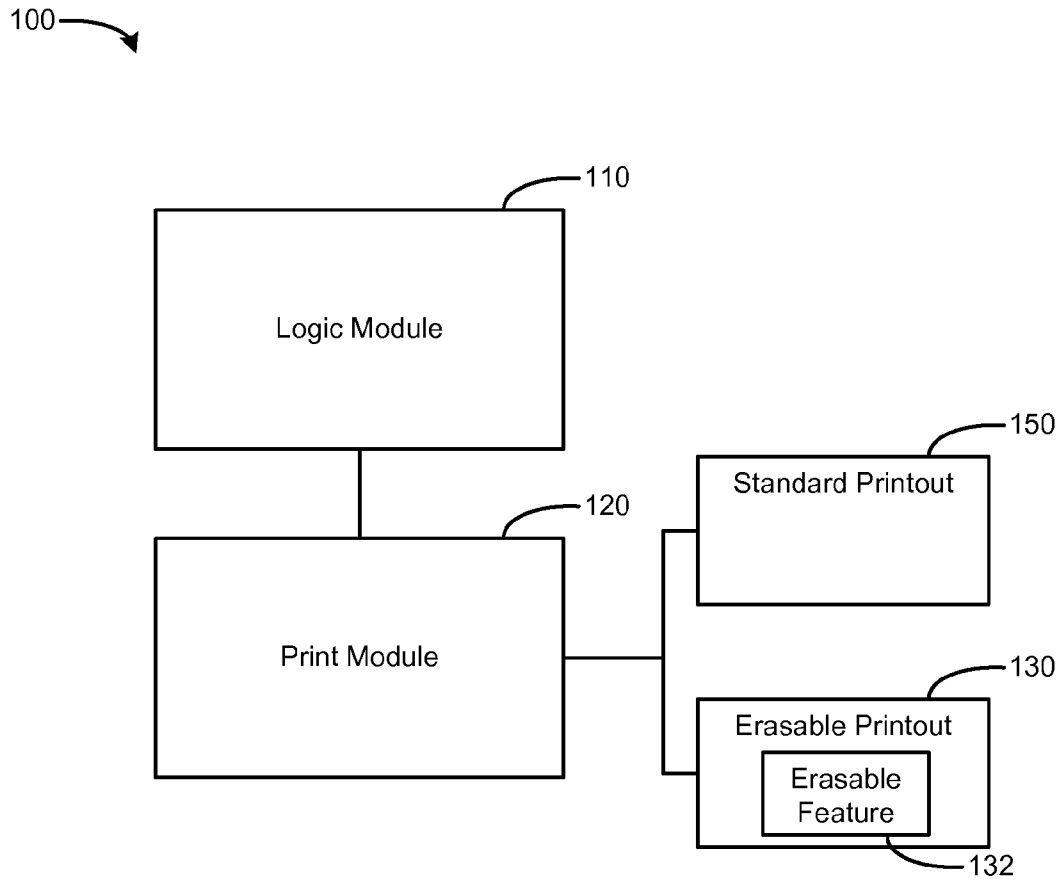 100
110
Logic Module
150
Standard Printout
120
Print Module
130
Erasable Printout
Erasable
Feature
132